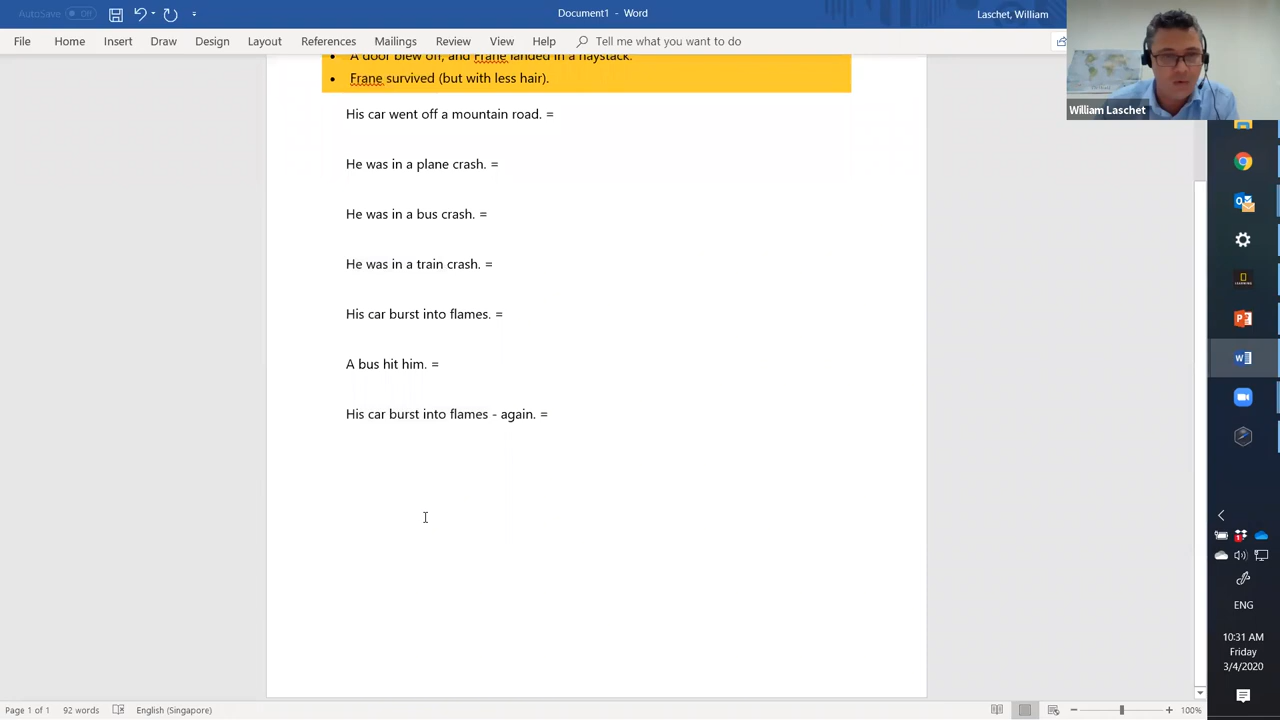 AutoSave Off
Document1 - Word
Laschet, William
File Home Insert Draw Design Layout References Mailings Review View Help Tell me what you want to do
William Laschet
• A door blew off, and Frane landed in a haystack.
• Frane survived (but with less hair).
His car went off a mountain road. =
He was in a plane crash. =
He was in a bus crash. =
He was in a train crash. =
His car burst into flames. =
A bus hit him. =
His car burst into flames - again. =
LEARNING
ENG
10:31 AM
Friday
3/4/2020
Page 1 of 1 92 words English (Singapore) 100%